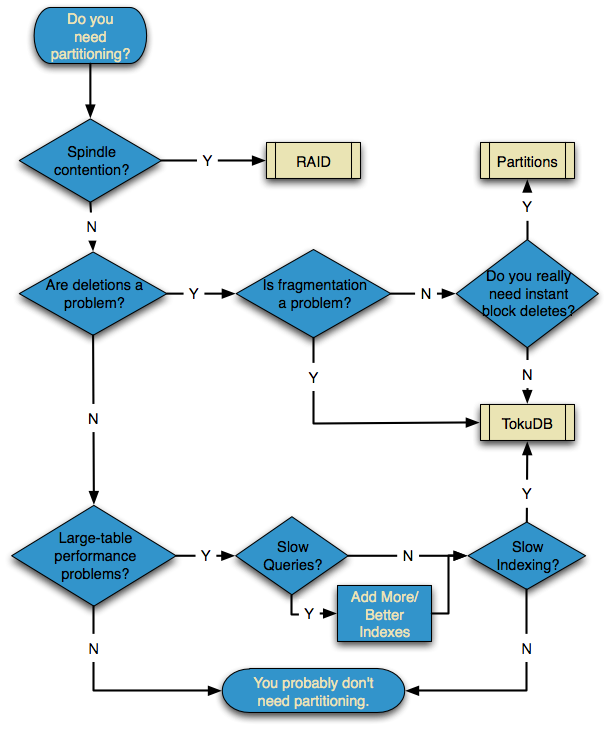 Do you
need
partitioning?
Spindle
contention?
Y
RAID
Partitions
N
Y
Are deletions a
problem?
Y
Is fragmentation
a problem?
N
Do you really
need instant
block deletes?
Y
N
N
TokuDB
Y
Large-table
performance
problems?
Y
Slow
Queries?
N
Slow
Indexing?
Y
Add More/
Better
Indexes
N
N
You probably don't
need partitioning.